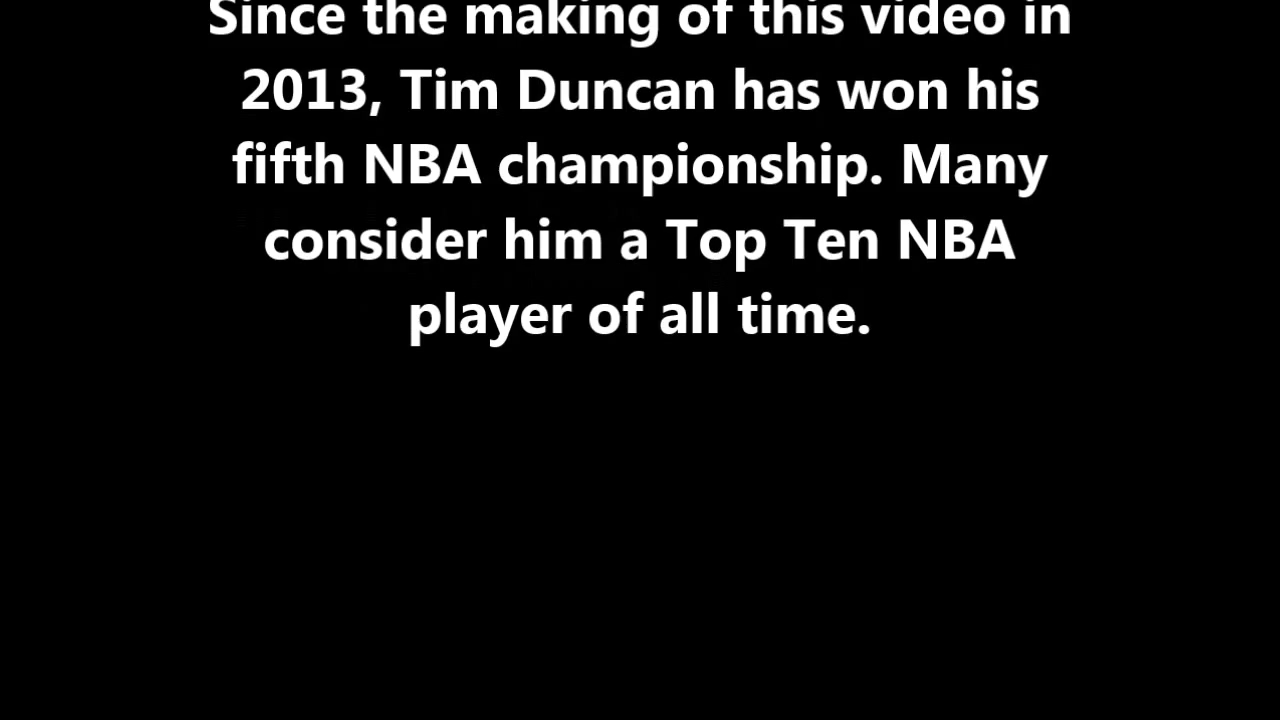 Since the making of this video in
2013, Tim Duncan has won his
fifth NBA championship. Many
consider him a Top Ten NBA
player of all time.